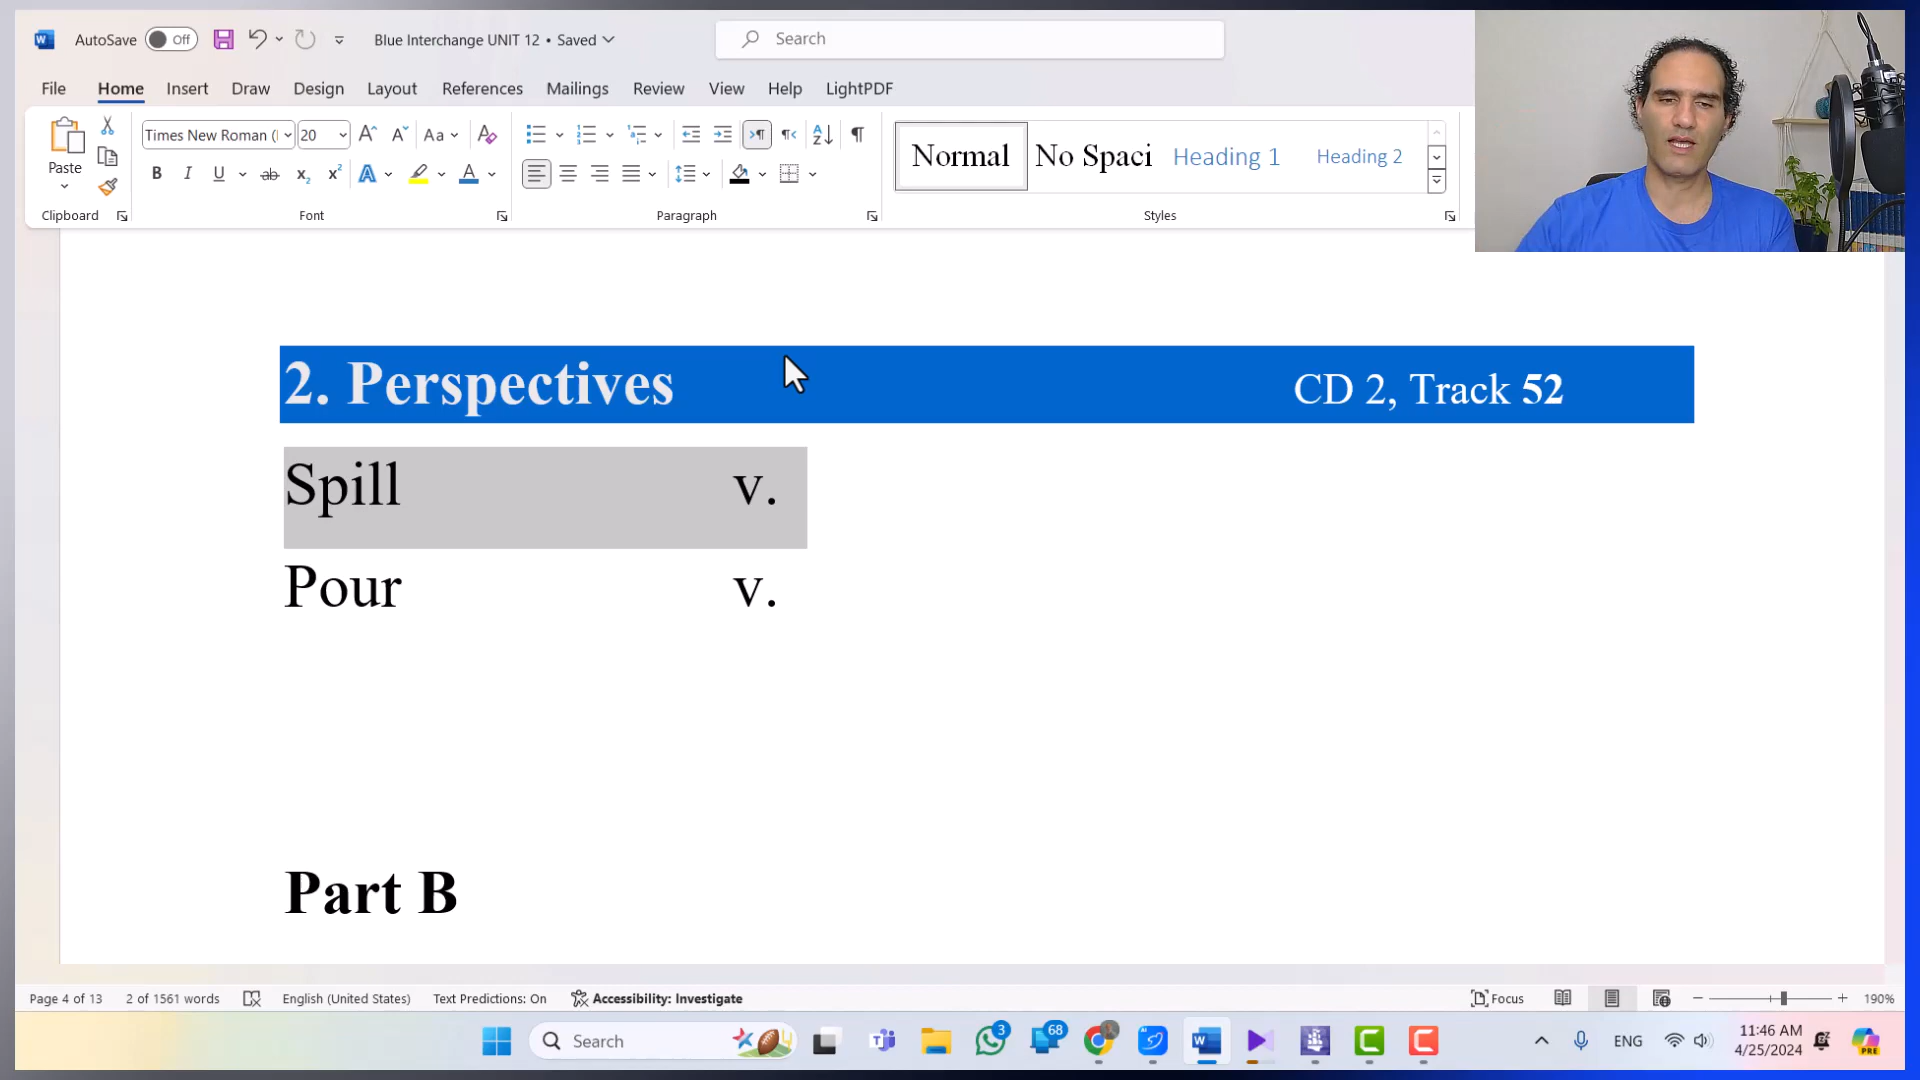 AutoSave Off Blue Interchange UNIT 12 • Saved Search
File Home Insert Draw Design Layout References Mailings Review View Help LightPDF
Paste Times New Roman ( 20 Aa Normal No Spaci Heading 1 Heading 2
Clipboard Font Paragraph Styles
2. Perspectives CD 2, Track 52
Spill v.
Pour v.
Part B
Page 4 of 13 2 of 1561 words English (United States) Text Predictions: On Accessibility: Investigate Focus 190%
Search 3 68 ENG 11:46 AM
4/25/2024